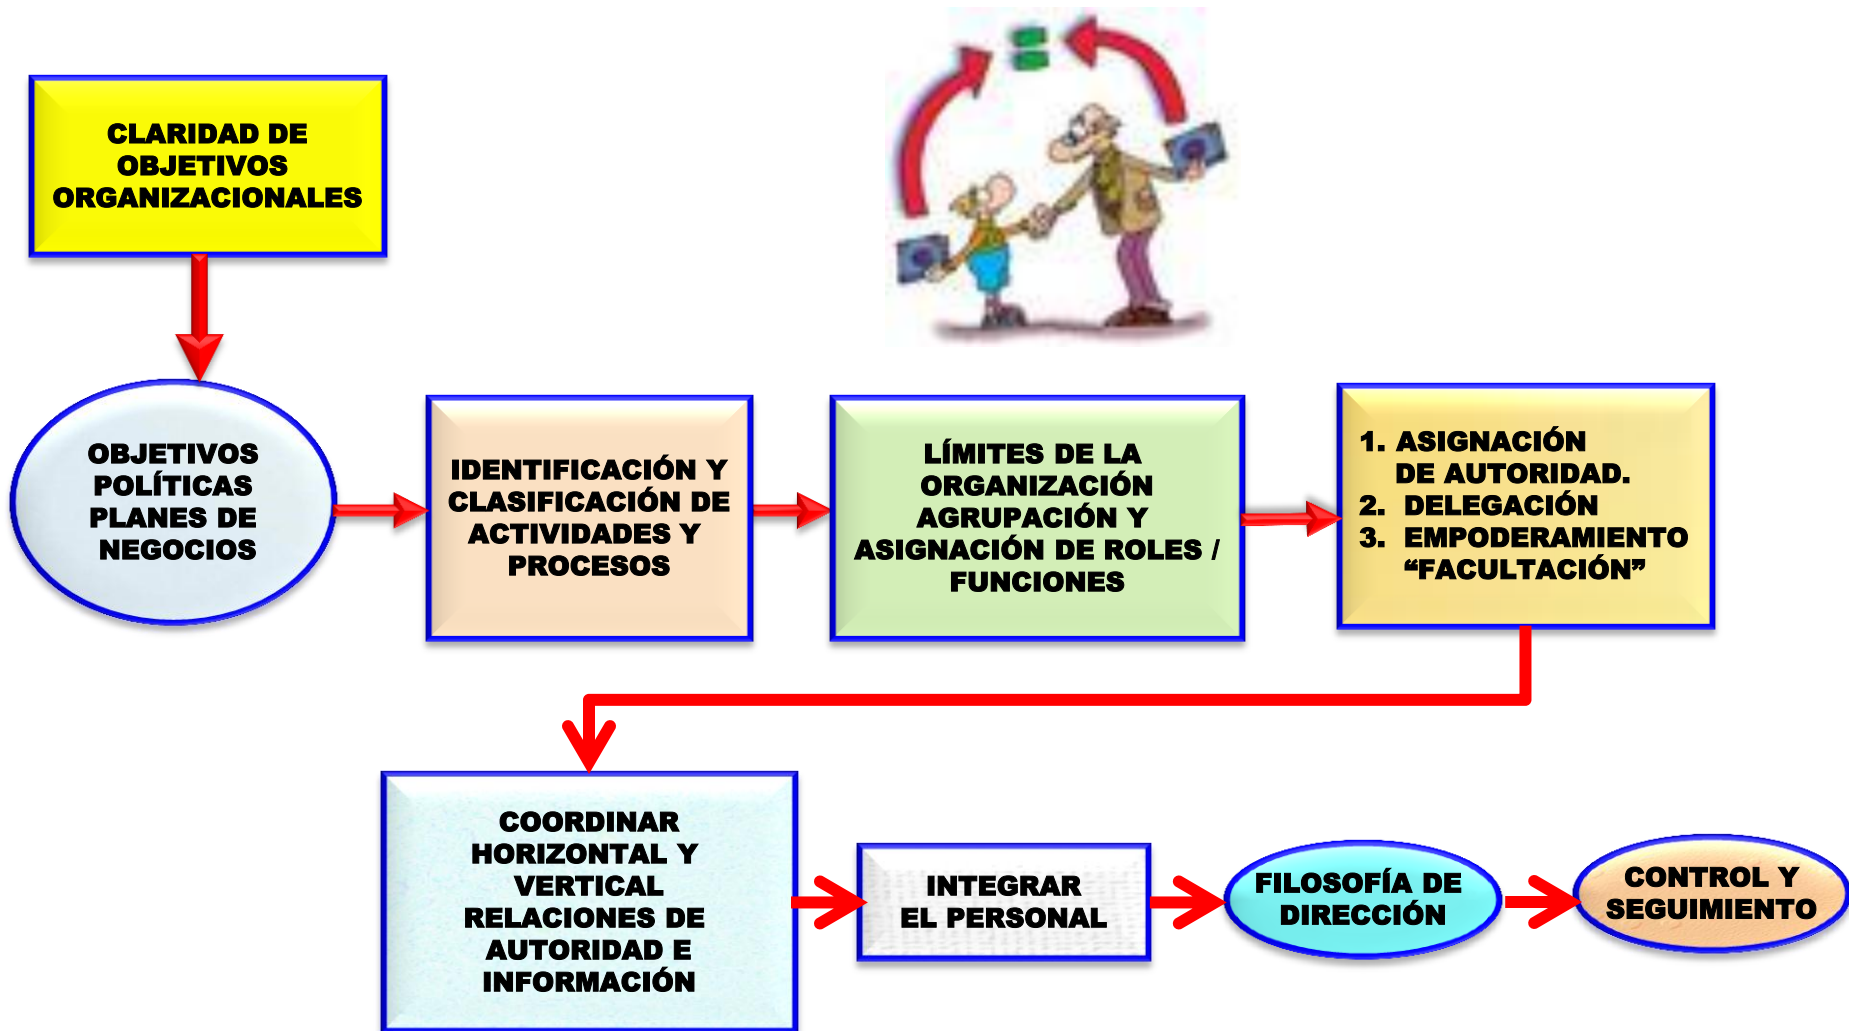 CLARIDAD DE
OBJETIVOS
ORGANIZACIONALES
OBJETIVOS
POLÍTICAS
PLANES DE
NEGOCIOS
IDENTIFICACIÓN Y
CLASIFICACIÓN DE
ACTIVIDADES Y
PROCESOS
LÍMITES DE LA
ORGANIZACIÓN
AGRUPACIÓN Y
ASIGNACIÓN DE ROLES /
FUNCIONES
1. ASIGNACIÓN
DE AUTORIDAD.
2. DELEGACIÓN
3. EMPODERAMIENTO
“FACULTACIÓN”
COORDINAR
HORIZONTAL Y
VERTICAL
RELACIONES DE
AUTORIDAD E
INFORMACIÓN
INTEGRAR
EL PERSONAL
FILOSOFÍA DE
DIRECCIÓN
CONTROL Y
SEGUIMIENTO